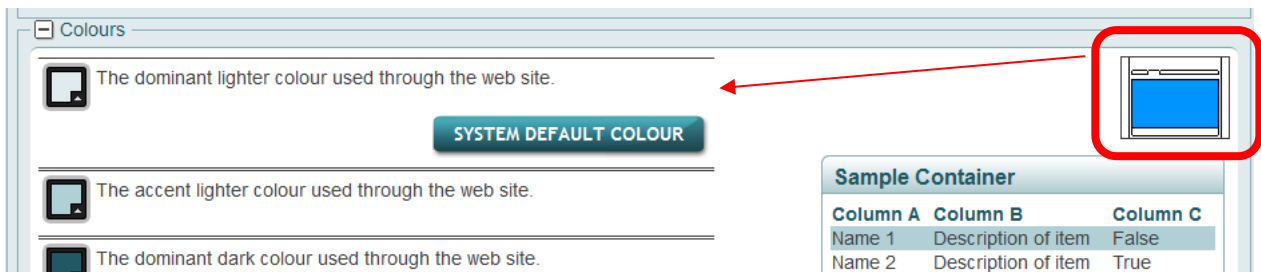 Colours
The dominant lighter colour used through the web site.
SYSTEM DEFAULT COLOUR
The accent lighter colour used through the web site.
The dominant dark colour used through the web site.
Sample Container
Column A Column B Column C
Name 1 Description of item False
Name 2 Description of item True